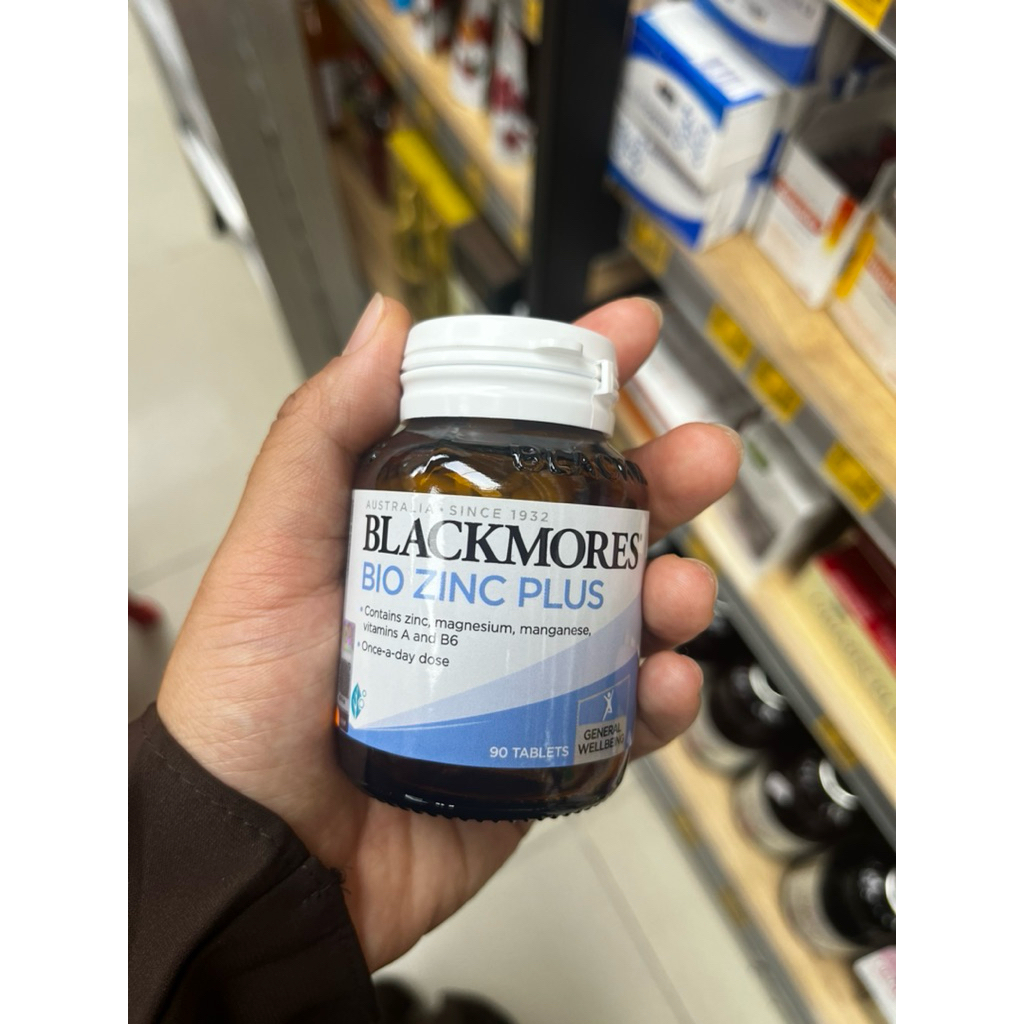 AUSTRALIA • SINCE 1932
BLACKMORES®
BIO ZINC PLUS
• Contains zinc, magnesium, manganese,
vitamins A and B6
• Once-a-day dose
90 TABLETS
GENERAL
WELLBEING